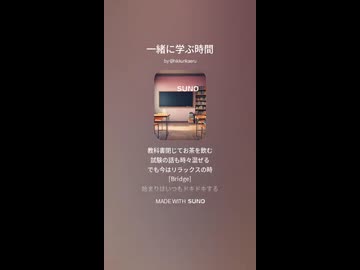 一緒に学ぶ時間
SUNO
教科書閉じてお茶を飲む
試験の話も時々混ぜる
でも今はリラックスの時
[Bridge]
始まりはいつもドキドキする
MADE WITH SUNO